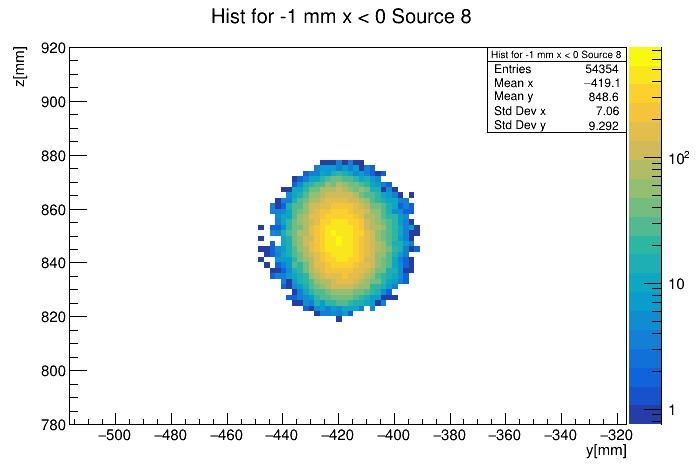 Hist for -1 mm x < 0 Source 8
z[mm]
920
900
880
860
840
820
800
780
−500 −480 −460 −440 −420 −400 −380 −360 −340 −320
y[mm]
Hist for -1 mm x < 0 Source 8
Entries 54354
Mean x −419.1
Mean y 848.6
Std Dev x 7.06
Std Dev y 9.292
10²
10
1